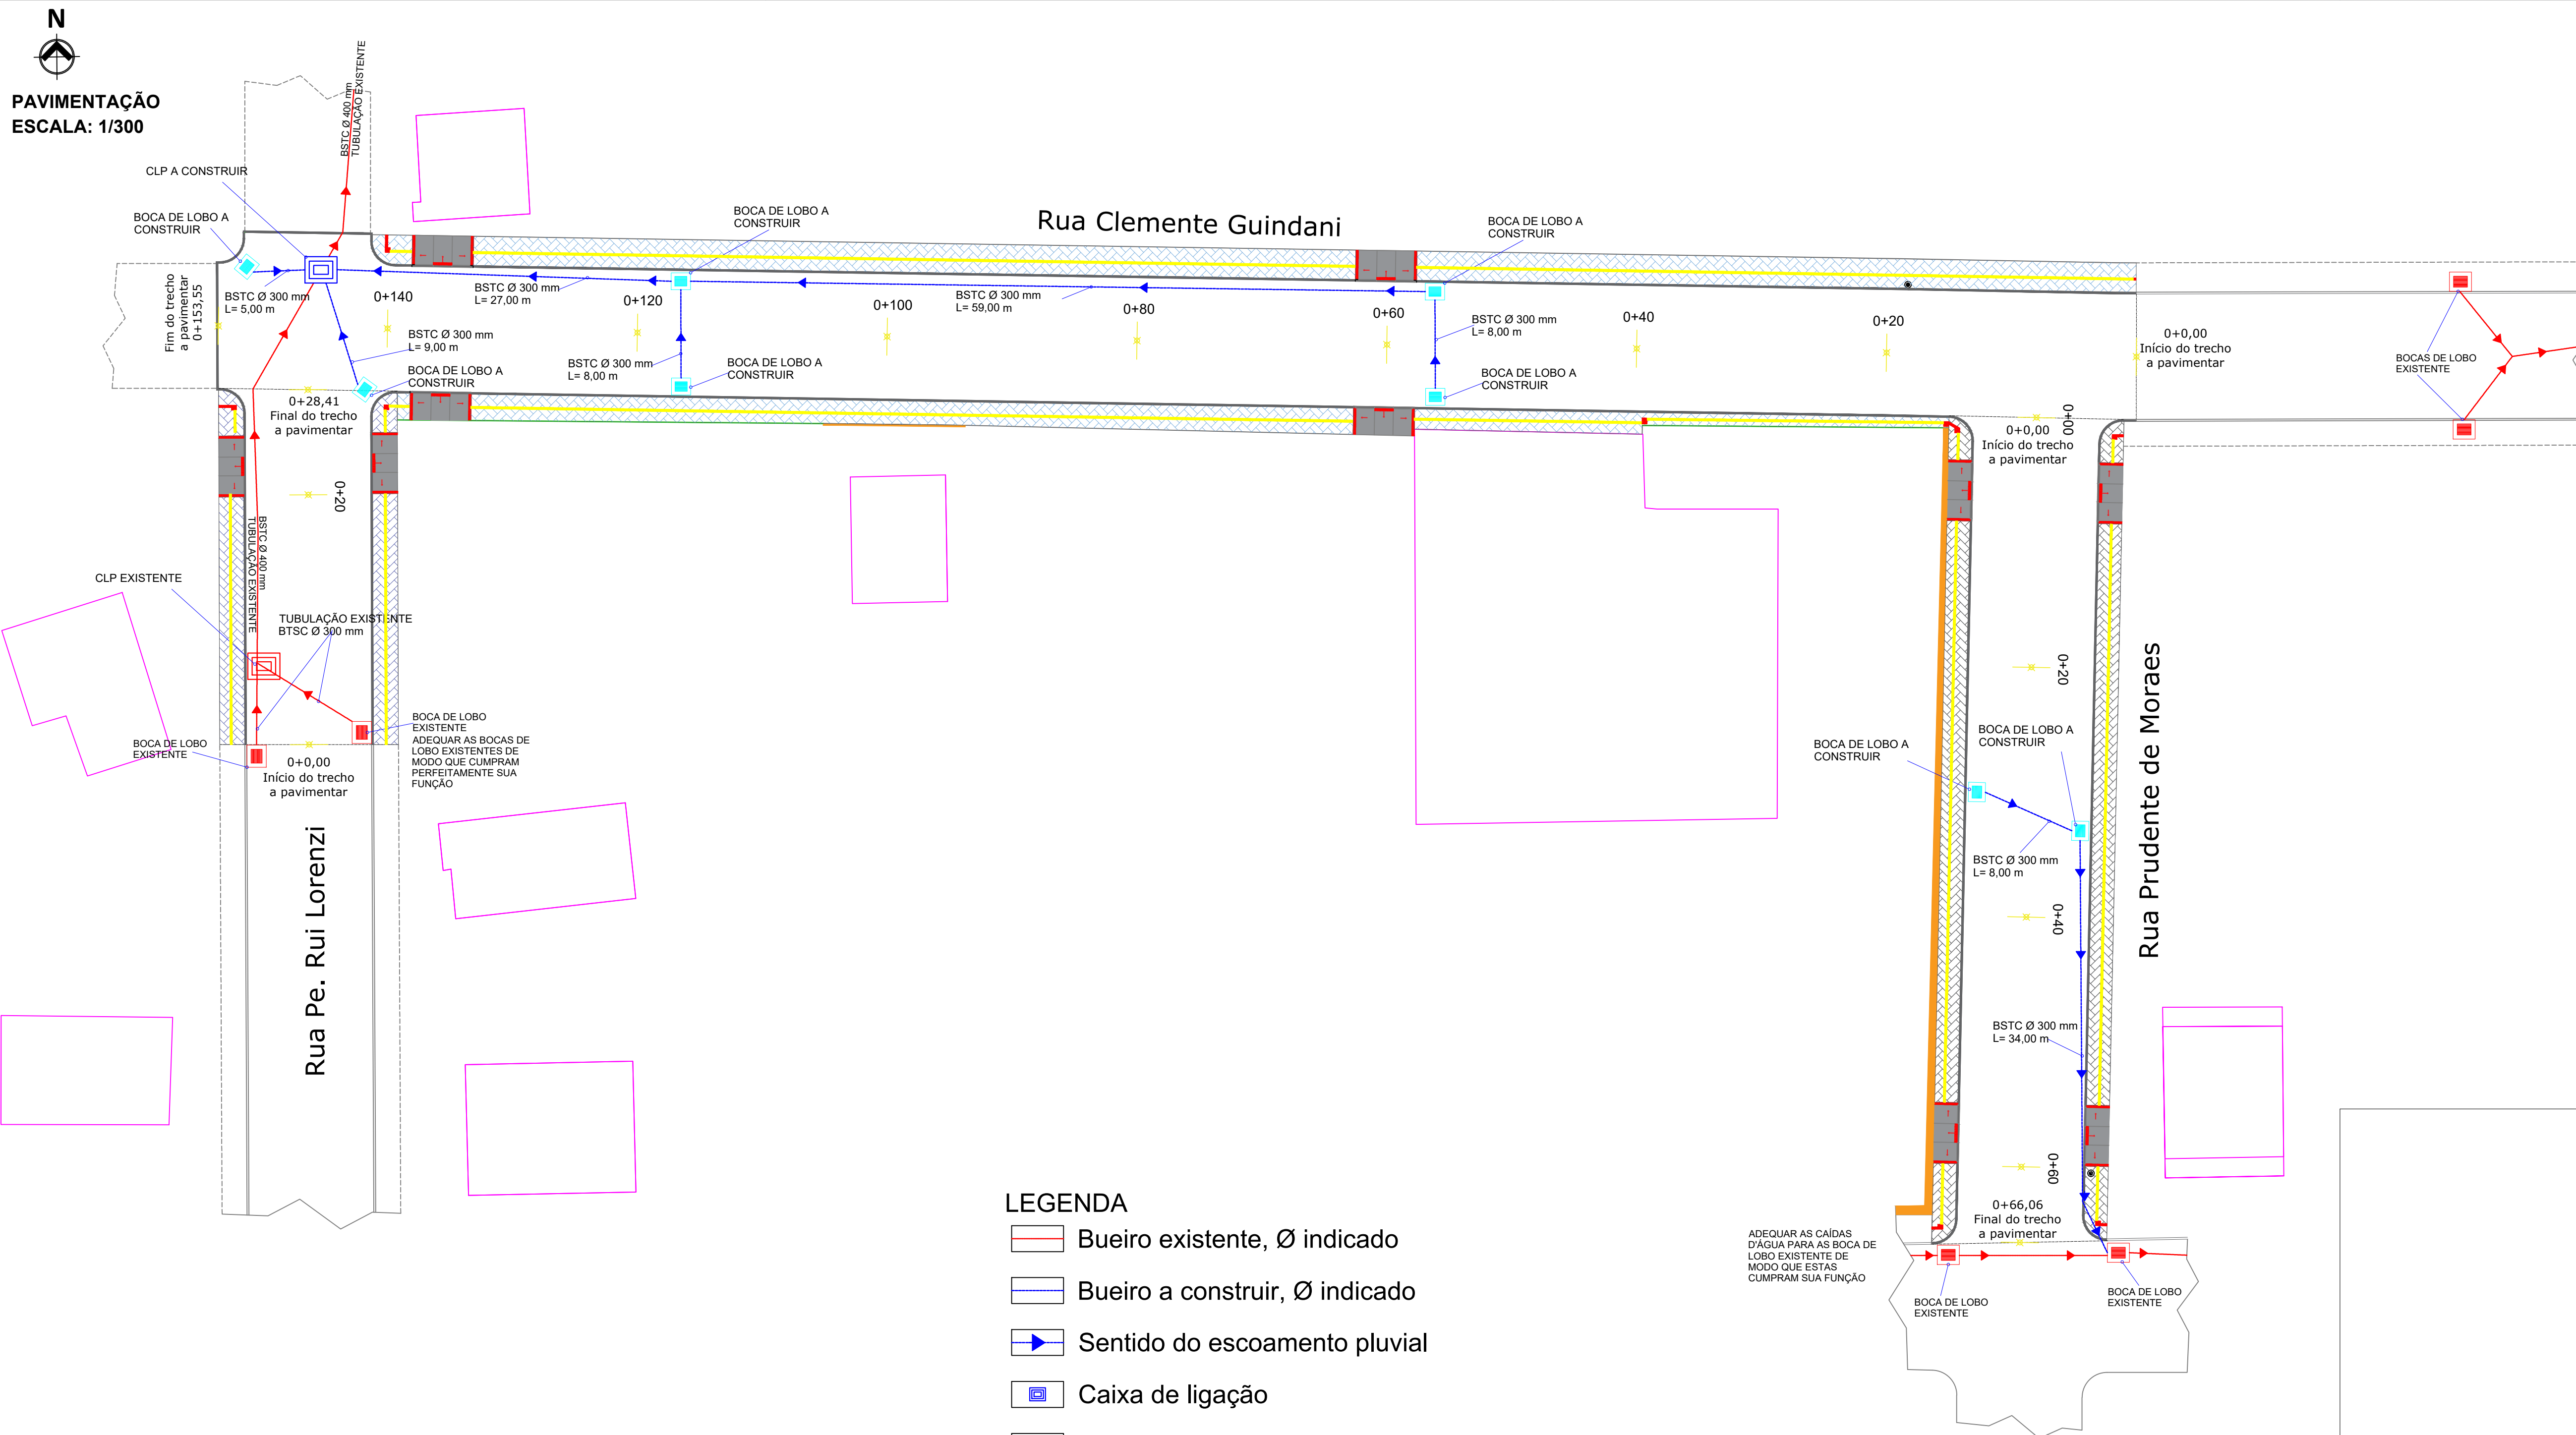 N
PAVIMENTAÇÃO
ESCALA: 1/300
BSTC Ø 400 mm
TUBULAÇÃO EXISTENTE
CLP A CONSTRUIR
BOCA DE LOBO A
CONSTRUIR
Fim do trecho
a pavimentar
0+153,55
BSTC Ø 300 mm
L= 5,00 m
0+140
BSTC Ø 300 mm
L= 9,00 m
BOCA DE LOBO A
CONSTRUIR
BSTC Ø 300 mm
L= 27,00 m
0+120
BOCA DE LOBO A
CONSTRUIR
BSTC Ø 300 mm
L= 8,00 m
BOCA DE LOBO A
CONSTRUIR
0+100
Rua Clemente Guindani
BSTC Ø 300 mm
L= 59,00 m
0+80
0+60
BOCA DE LOBO A
CONSTRUIR
BSTC Ø 300 mm
L= 8,00 m
BOCA DE LOBO A
CONSTRUIR
0+40
0+20
0+0,00
Início do trecho
a pavimentar
BOCAS DE LOBO
EXISTENTE
0+28,41
Final do trecho
a pavimentar
0+20
BSTC Ø 400 mm
TUBULAÇÃO EXISTENTE
CLP EXISTENTE
TUBULAÇÃO EXISTENTE
BTSC Ø 300 mm
BOCA DE LOBO
EXISTENTE
ADEQUAR AS BOCAS DE
LOBO EXISTENTES DE
MODO QUE CUMPRAM
PERFEITAMENTE SUA
FUNÇÃO
BOCA DE LOBO
EXISTENTE
0+0,00
Início do trecho
a pavimentar
Rua Pe. Rui Lorenzi
0+00
0+0,00
Início do trecho
a pavimentar
0+20
BOCA DE LOBO A
CONSTRUIR
BOCA DE LOBO A
CONSTRUIR
BSTC Ø 300 mm
L= 8,00 m
0+40
Rua Prudente de Moraes
BSTC Ø 300 mm
L= 34,00 m
0+60
0+66,06
Final do trecho
a pavimentar
ADEQUAR AS CAÍDAS
D'ÁGUA PARA AS BOCA DE
LOBO EXISTENTE DE
MODO QUE ESTAS
CUMPRAM SUA FUNÇÃO
BOCA DE LOBO
EXISTENTE
BOCA DE LOBO
EXISTENTE
LEGENDA
Bueiro existente, Ø indicado
Bueiro a construir, Ø indicado
Sentido do escoamento pluvial
Caixa de ligação